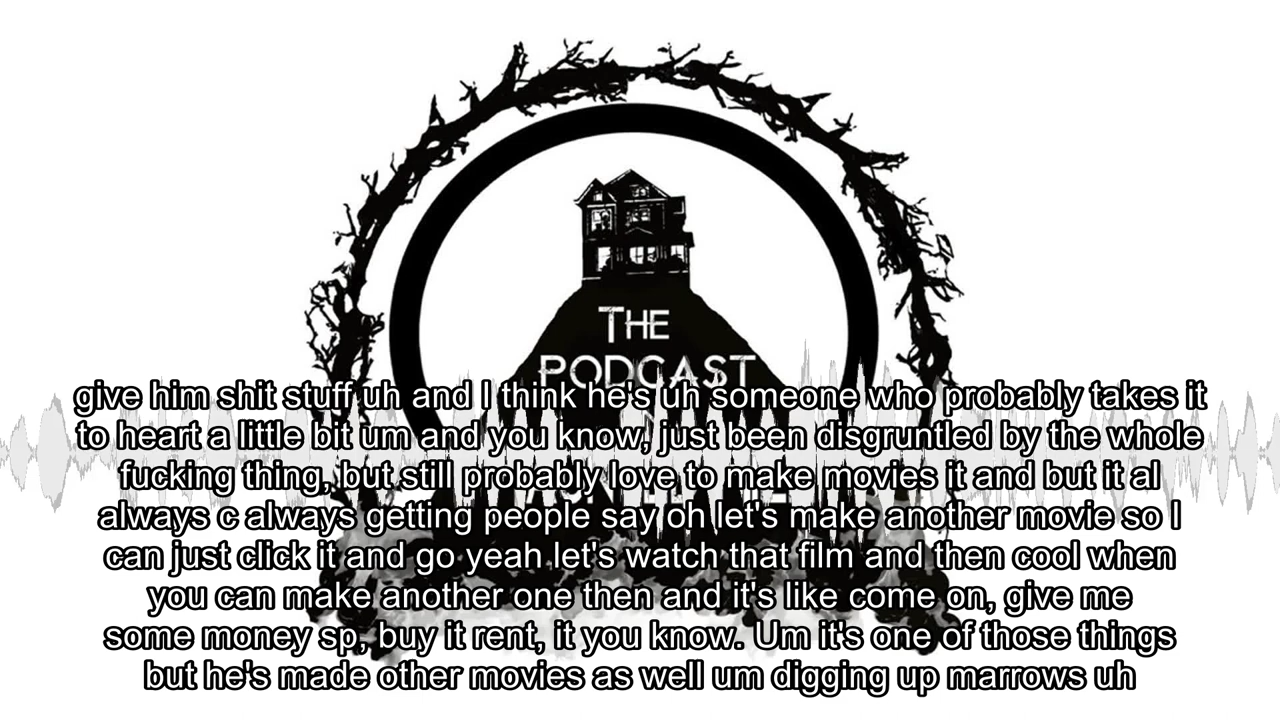 THE
PODCAST
give him shit stuff uh and I think he's uh someone who probably takes it
to heart a little bit um and you know, just been disgruntled by the whole
fucking thing, but still probably love to make movies it and but it al
always c always getting people say oh let's make another movie so I
can just click it and go yeah let's watch that film and then cool when
you can make another one then and it's like come on, give me
some money sp, buy it rent, it you know. Um it's one of those things
but he's made other movies as well um digging up marrows uh